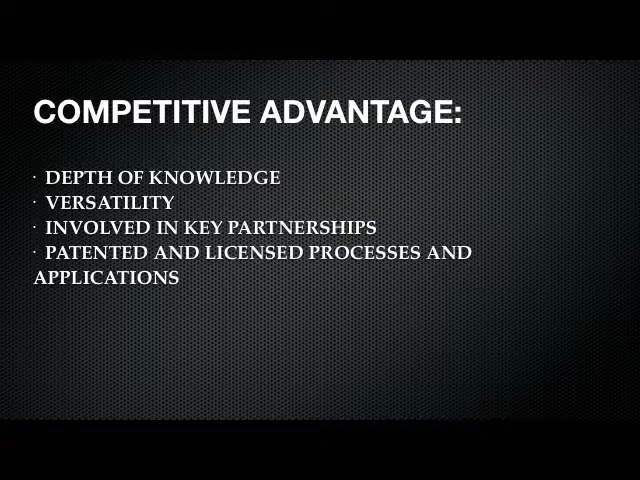 COMPETITIVE ADVANTAGE:
· DEPTH OF KNOWLEDGE
· VERSATILITY
· INVOLVED IN KEY PARTNERSHIPS
· PATENTED AND LICENSED PROCESSES AND
APPLICATIONS